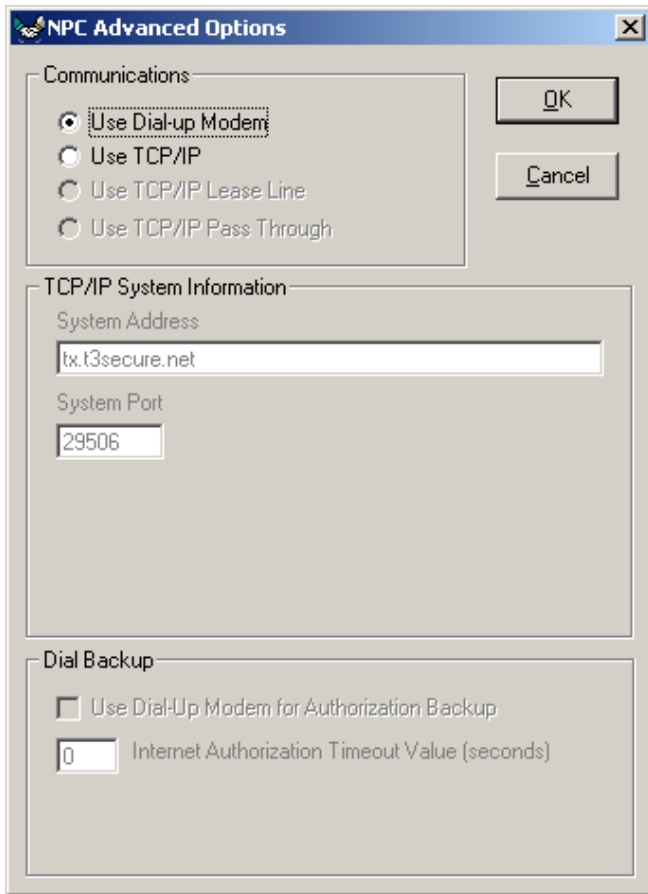 NPC Advanced Options
Communications
Use Dial-up Modem
Use TCP/IP
Use TCP/IP Lease Line
Use TCP/IP Pass Through
OK
Cancel
TCP/IP System Information
System Address
tx.t3secure.net
System Port
29506
Dial Backup
Use Dial-Up Modem for Authorization Backup
0 Internet Authorization Timeout Value (seconds)